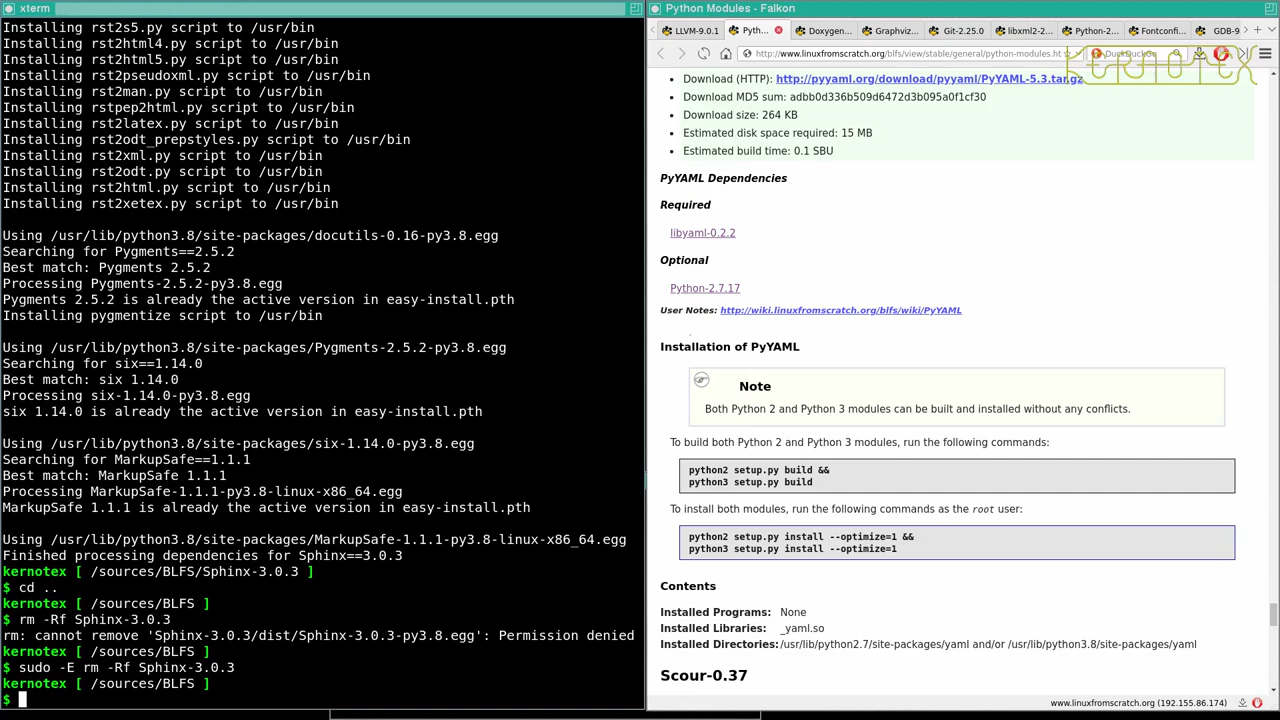 xterm
Installing rst2s5.py script to /usr/bin
Installing rst2html4.py script to /usr/bin
Installing rst2html5.py script to /usr/bin
Installing rst2pseudoxml.py script to /usr/bin
Installing rst2man.py script to /usr/bin
Installing rstpep2html.py script to /usr/bin
Installing rst2latex.py script to /usr/bin
Installing rst2odt_prepstyles.py script to /usr/bin
Installing rst2xml.py script to /usr/bin
Installing rst2odt.py script to /usr/bin
Installing rst2html.py script to /usr/bin
Installing rst2xetex.py script to /usr/bin
Using /usr/lib/python3.8/site-packages/docutils-0.16-py3.8.egg
Searching for Pygments==2.5.2
Best match: Pygments 2.5.2
Processing Pygments-2.5.2-py3.8.egg
Pygments 2.5.2 is already the active version in easy-install.pth
Installing pygmentize script to /usr/bin
Using /usr/lib/python3.8/site-packages/Pygments-2.5.2-py3.8.egg
Searching for six==1.14.0
Best match: six 1.14.0
Processing six-1.14.0-py3.8.egg
six 1.14.0 is already the active version in easy-install.pth
Using /usr/lib/python3.8/site-packages/six-1.14.0-py3.8.egg
Searching for MarkupSafe==1.1.1
Best match: MarkupSafe 1.1.1
Processing MarkupSafe-1.1.1-py3.8-linux-x86_64.egg
MarkupSafe 1.1.1 is already the active version in easy-install.pth
Using /usr/lib/python3.8/site-packages/MarkupSafe-1.1.1-py3.8-linux-x86_64.egg
Finished processing dependencies for Sphinx==3.0.3
kernotex [ /sources/BLFS/Sphinx-3.0.3 ]
$ cd ..
kernotex [ /sources/BLFS ]
$ rm -Rf Sphinx-3.0.3
rm: cannot remove 'Sphinx-3.0.3/dist/Sphinx-3.0.3-py3.8.egg': Permission denied
kernotex [ /sources/BLFS ]
$ sudo -E rm -Rf Sphinx-3.0.3
kernotex [ /sources/BLFS ]
$
Python Modules - Falkon
LLVM-9.0.1 Pyth... Doxygen... Graphviz... Git-2.25.0 libxml2-2... Python-2... Fontconfi... GDB-9
http://www.linuxfromscratch.org/blfs/view/stable/general/python-modules.ht DuckDuckGo
KERNOTEX
Download (HTTP): http://pyyaml.org/download/pyyaml/PyYAML-5.3.tar.gz
Download MD5 sum: adbb0d336b509d6472d3b095a0f1cf30
Download size: 264 KB
Estimated disk space required: 15 MB
Estimated build time: 0.1 SBU
PyYAML Dependencies
Required
libyaml-0.2.2
Optional
Python-2.7.17
User Notes: http://wiki.linuxfromscratch.org/blfs/wiki/PyYAML
Installation of PyYAML
Note
Both Python 2 and Python 3 modules can be built and installed without any conflicts.
To build both Python 2 and Python 3 modules, run the following commands:
python2 setup.py build &&
python3 setup.py build
To install both modules, run the following commands as the root user:
python2 setup.py install --optimize=1 &&
python3 setup.py install --optimize=1
Contents
Installed Programs: None
Installed Libraries: _yaml.so
Installed Directories: /usr/lib/python2.7/site-packages/yaml and/or /usr/lib/python3.8/site-packages/yaml
Scour-0.37
www.linuxfromscratch.org (192.155.86.174)